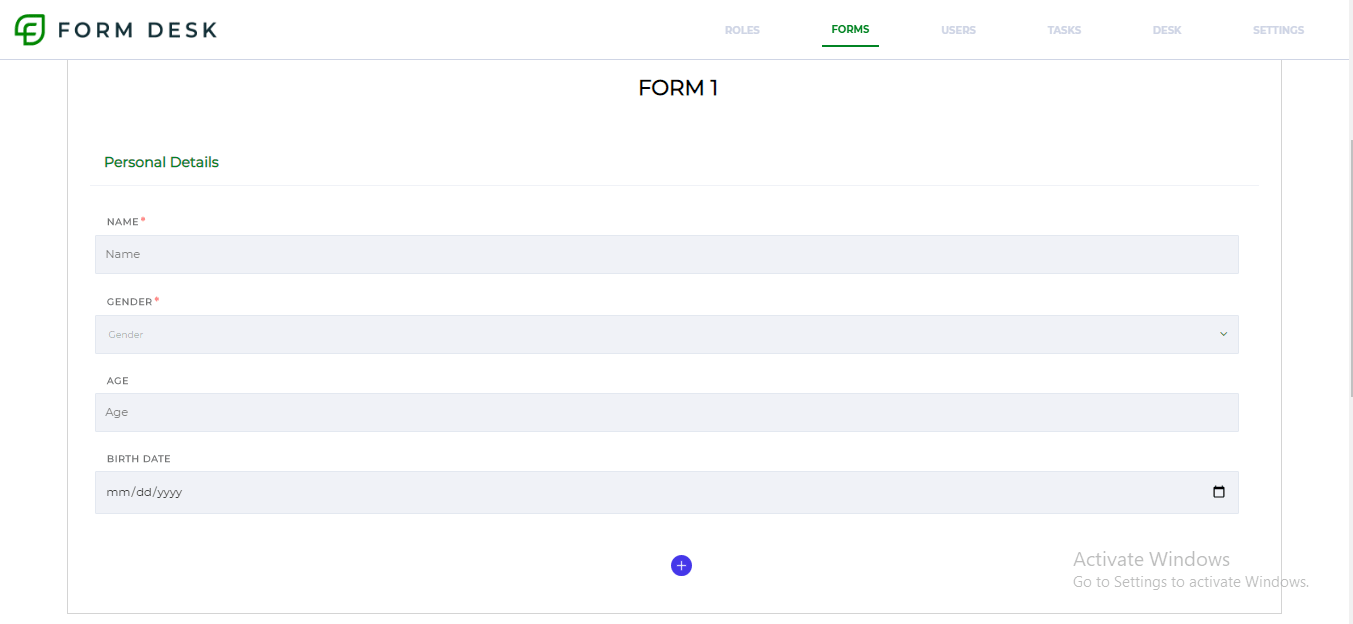 FORM DESK
ROLES FORMS USERS TASKS DESK SETTINGS
FORM 1
Personal Details
NAME*
Name
GENDER*
Gender
AGE
Age
BIRTH DATE
mm/dd/yyyy
+
Activate Windows
Go to Settings to activate Windows.